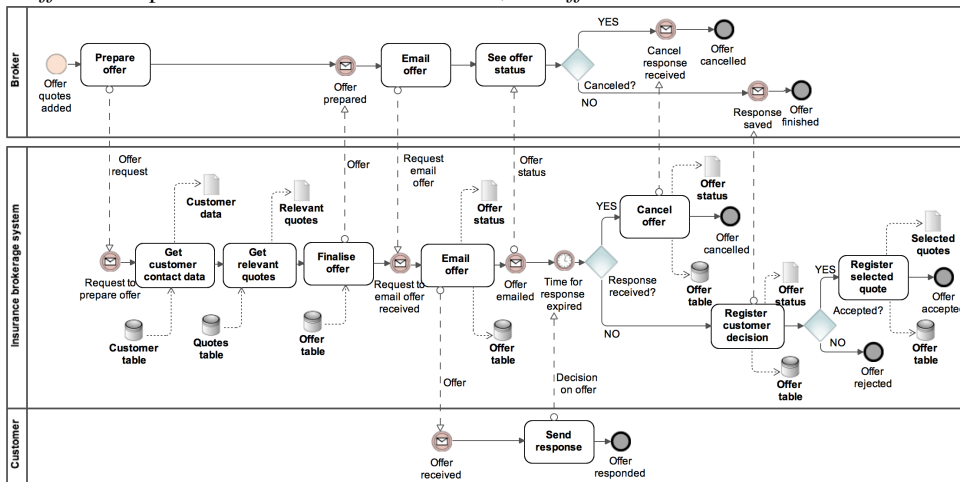 Broker
Offer
quotes
added
Prepare
offer
Offer
prepared
Email
offer
See offer
status
Canceled?
YES
NO
Cancel
response
received
Offer
cancelled
Response
saved
Offer
finished
Insurance brokerage system
Offer
request
Offer
Request
email
offer
Offer
status
Request to
prepare offer
Get
customer
contact data
Customer
data
Customer
table
Get
relevant
quotes
Relevant
quotes
Quotes
table
Finalise
offer
Offer
table
Request to
email offer
received
Email
offer
Offer
status
Offer
table
Offer
emailed
Time for
response
expired
Response
received?
YES
NO
Cancel
offer
Offer
status
Offer
cancelled
Offer
table
Register
customer
decision
Offer
status
Offer
table
Accepted?
YES
NO
Register
selected
quote
Selected
quotes
Offer
accepted
Offer
table
Offer
rejected
Offer
Decision
on offer
Customer
Offer
received
Send
response
Offer
responded